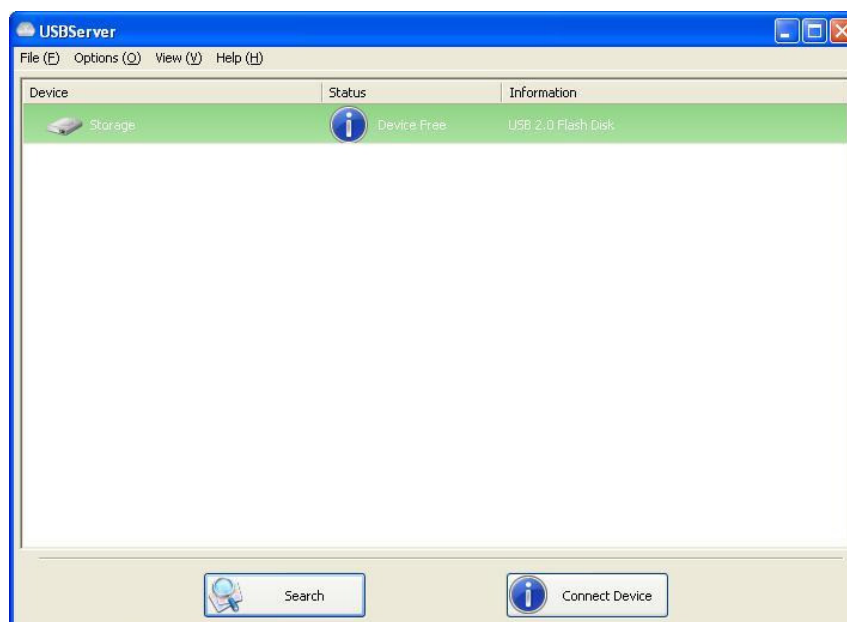 USBServer
File (F) Options (O) View (V) Help (H)
Device Status Information
Storage Device Free USB 2.0 Flash Disk
Search Connect Device